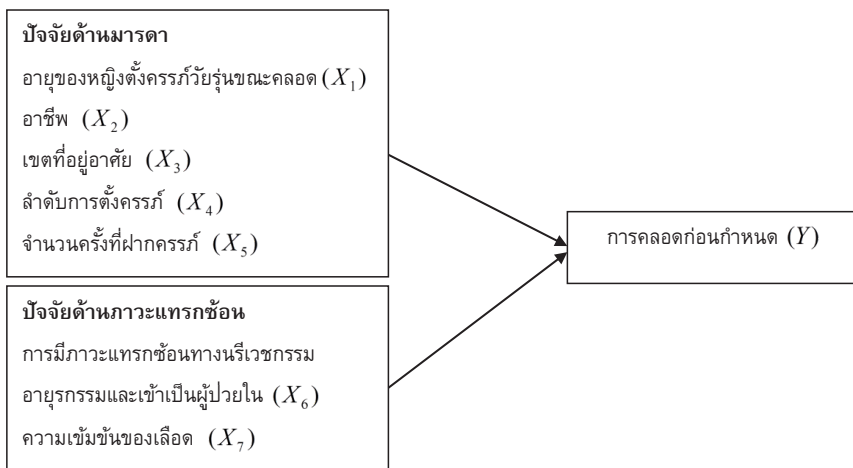 ปัจจัยด้านมารดา
อายุของหญิงตั้งครรภ์วัยรุ่นขณะคลอด (X₁)
อาชีพ (X₂)
เขตที่อยู่อาศัย (X₃)
ลำดับการตั้งครรภ์ (X₄)
จำนวนครั้งที่ฝากครรภ์ (X₅)
การคลอดก่อนกำหนด (Y)
ปัจจัยด้านภาวะแทรกซ้อน
การมีภาวะแทรกซ้อนทางนรีเวชกรรม
อายุรกรรมและเข้าเป็นผู้ป่วยใน (X₆)
ความเข้มข้นของเลือด (X₇)